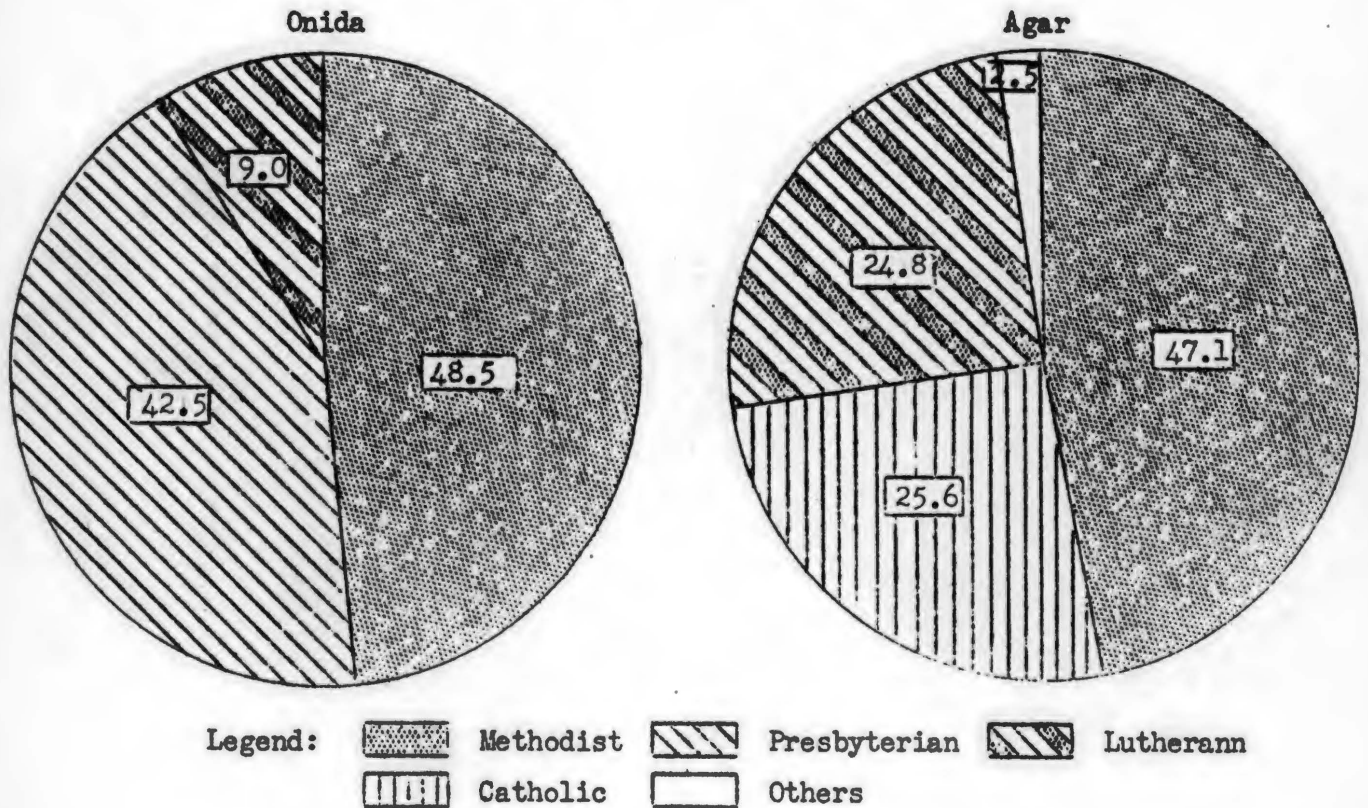 Onida
Agar
2.5
9.0
24.8
48.5
47.1
42.5
25.6
Legend: Methodist Presbyterian Lutherann
Catholic Others